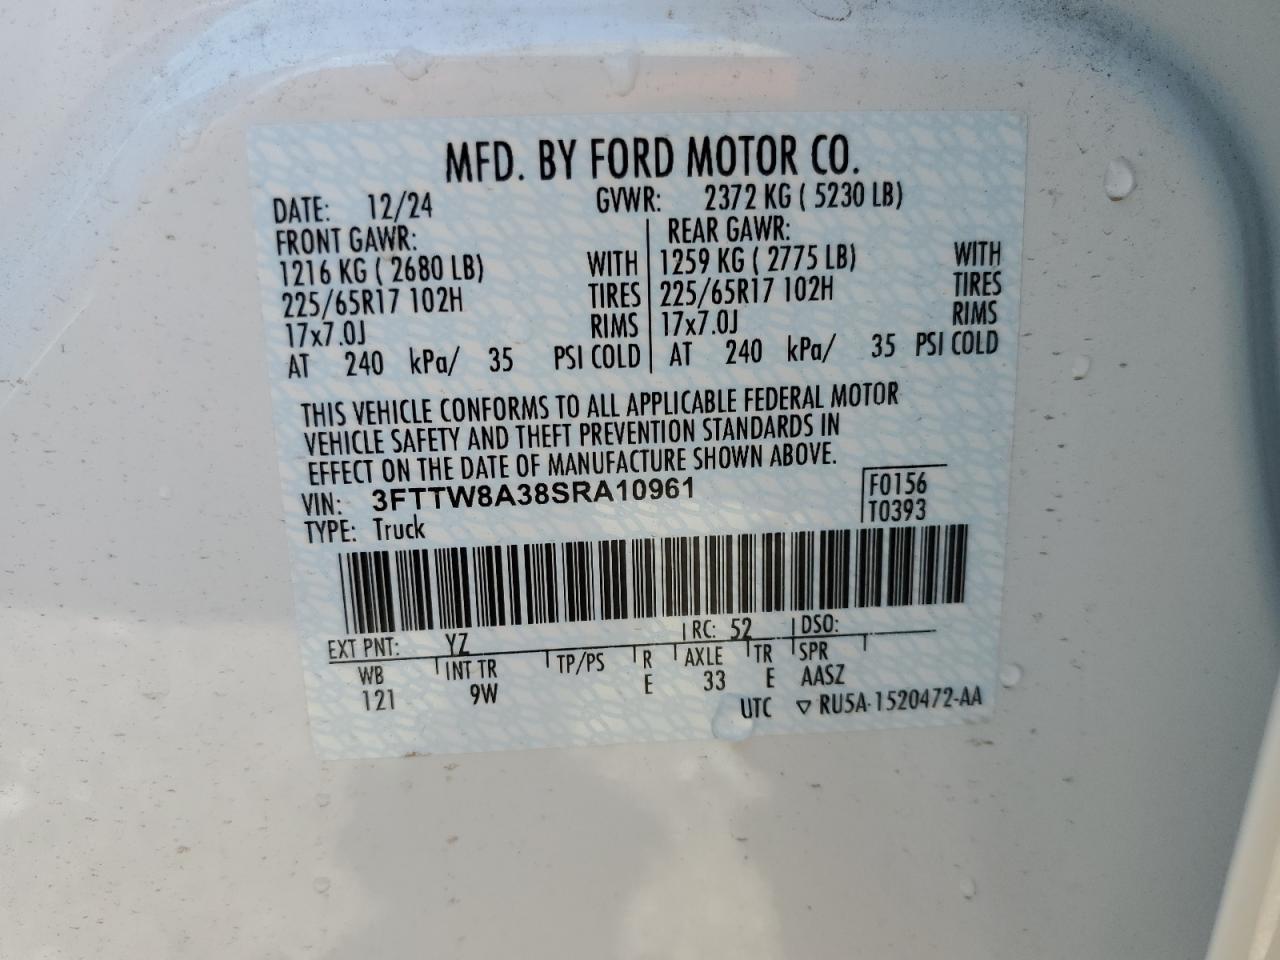 MFD. BY FORD MOTOR CO.
DATE: 12/24 GVWR: 2372 KG ( 5230 LB)
FRONT GAWR: REAR GAWR:
1216 KG ( 2680 LB) WITH 1259 KG ( 2775 LB) WITH
225/65R17 102H TIRES 225/65R17 102H TIRES
17x7.0J RIMS 17x7.0J RIMS
AT 240 kPa/ 35 PSI COLD AT 240 kPa/ 35 PSI COLD
THIS VEHICLE CONFORMS TO ALL APPLICABLE FEDERAL MOTOR
VEHICLE SAFETY AND THEFT PREVENTION STANDARDS IN
EFFECT ON THE DATE OF MANUFACTURE SHOWN ABOVE.
VIN: 3FTTW8A38SRA10961 F0156
TYPE: Truck T0393
EXT PNT: YZ RC: 52 DSO:
WB INT TR TP/PS R AXLE TR SPR
121 9W E 33 E AASZ
UTC ▽ RU5A-1520472-AA